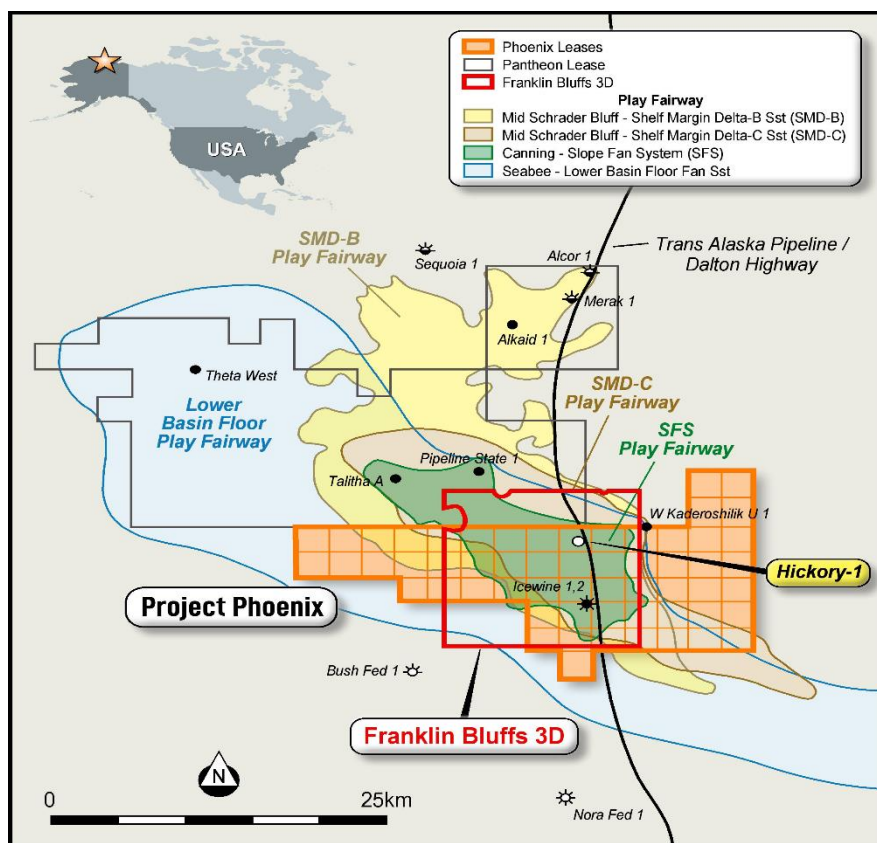 USA
Phoenix Leases
Pantheon Lease
Franklin Bluffs 3D
Play Fairway
Mid Schrader Bluff - Shelf Margin Delta-B Sst (SMD-B)
Mid Schrader Bluff - Shelf Margin Delta-C Sst (SMD-C)
Canning - Slope Fan System (SFS)
Seabee - Lower Basin Floor Fan Sst
SMD-B
Play Fairway
Sequoia 1
Alcor 1
Trans Alaska Pipeline /
Dalton Highway
Merak 1
Alkaid 1
Theta West
SMD-C
Play Fairway
Lower
Basin Floor
Play Fairway
SFS
Play Fairway
Pipeline State 1
Talitha A
W Kaderoshilik U 1
Hickory-1
Icewine 1,2
Project Phoenix
Bush Fed 1
Franklin Bluffs 3D
N
0
25km
Nora Fed 1